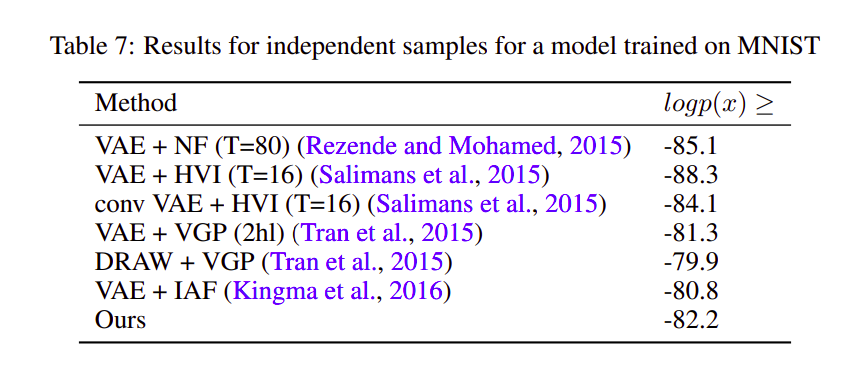 Table 7: Results for independent samples for a model trained on MNIST
Method logp(x) ≥
VAE + NF (T=80) (Rezende and Mohamed, 2015) -85.1
VAE + HVI (T=16) (Salimans et al., 2015) -88.3
conv VAE + HVI (T=16) (Salimans et al., 2015) -84.1
VAE + VGP (2hl) (Tran et al., 2015) -81.3
DRAW + VGP (Tran et al., 2015) -79.9
VAE + IAF (Kingma et al., 2016) -80.8
Ours -82.2